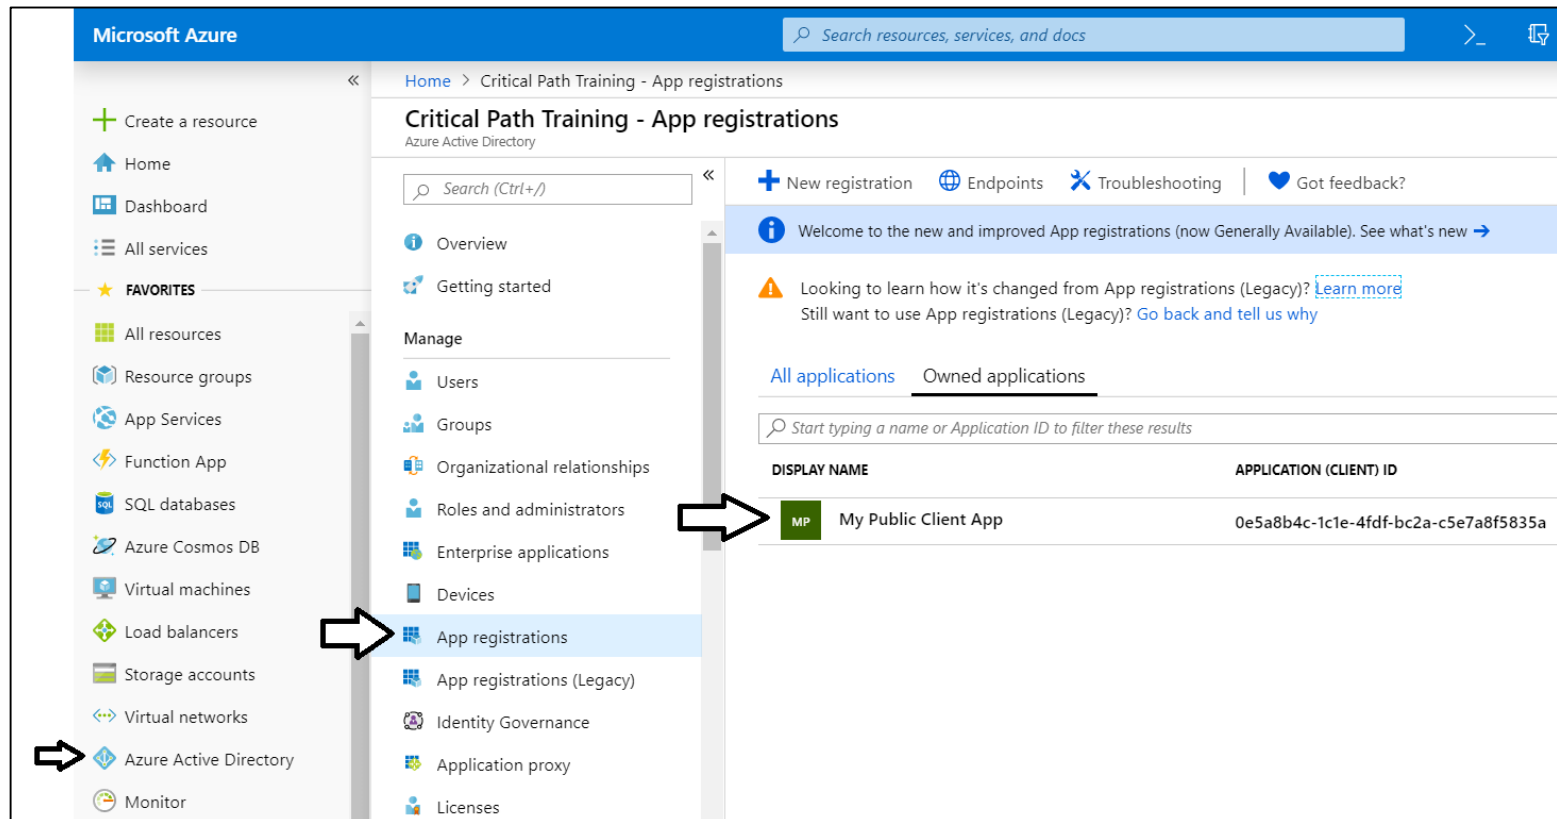 Microsoft Azure
Search resources, services, and docs
Create a resource
Home
Dashboard
All services
FAVORITES
All resources
Resource groups
App Services
Function App
SQL databases
Azure Cosmos DB
Virtual machines
Load balancers
Storage accounts
Virtual networks
Azure Active Directory
Monitor
Home > Critical Path Training - App registrations
Critical Path Training - App registrations
Azure Active Directory
Search (Ctrl+/)
Overview
Getting started
Manage
Users
Groups
Organizational relationships
Roles and administrators
Enterprise applications
Devices
App registrations
App registrations (Legacy)
Identity Governance
Application proxy
Licenses
New registration Endpoints Troubleshooting Got feedback?
Welcome to the new and improved App registrations (now Generally Available). See what's new →
Looking to learn how it's changed from App registrations (Legacy)? Learn more
Still want to use App registrations (Legacy)? Go back and tell us why
All applications Owned applications
Start typing a name or Application ID to filter these results
DISPLAY NAME APPLICATION (CLIENT) ID
MP My Public Client App 0e5a8b4c-1c1e-4fdf-bc2a-c5e7a8f5835a